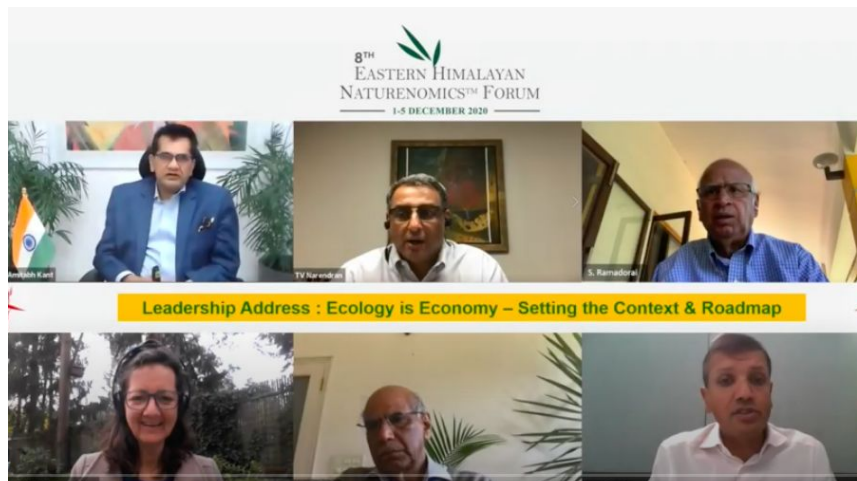 8TH
EASTERN HIMALAYAN
NATURENOMICS™ FORUM
1-5 DECEMBER 2020
Amitabh Kant
TV Narendran
S. Ramadorai
Leadership Address : Ecology is Economy – Setting the Context & Roadmap